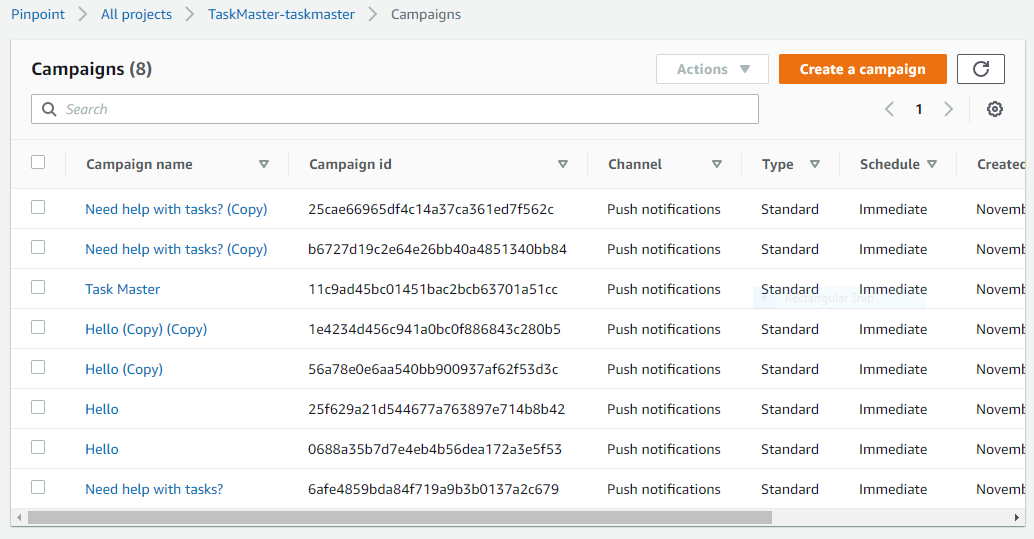 Pinpoint > All projects > TaskMaster-taskmaster > Campaigns
Campaigns (8) Actions Create a campaign
Search 1
Campaign name Campaign id Channel Type Schedule Created
Need help with tasks? (Copy) 25cae66965df4c14a37ca361ed7f562c Push notifications Standard Immediate Novemb
Need help with tasks? (Copy) b6727d19c2e64e26bb40a4851340bb84 Push notifications Standard Immediate Novemb
Task Master 11c9ad45bc01451bac2bcb63701a51cc Push notifications Standard Immediate Novemb
Rectangular Snip
Hello (Copy) (Copy) 1e4234d456c941a0bc0f886843c280b5 Push notifications Standard Immediate Novemb
Hello (Copy) 56a78e0e6aa540bb900937af62f53d3c Push notifications Standard Immediate Novemb
Hello 25f629a21d544677a763897e714b8b42 Push notifications Standard Immediate Novemb
Hello 0688a35b7d7e4eb4b56dea172a3e5f53 Push notifications Standard Immediate Novemb
Need help with tasks? 6afe4859bda84f719a9b3b0137a2c679 Push notifications Standard Immediate Novemb